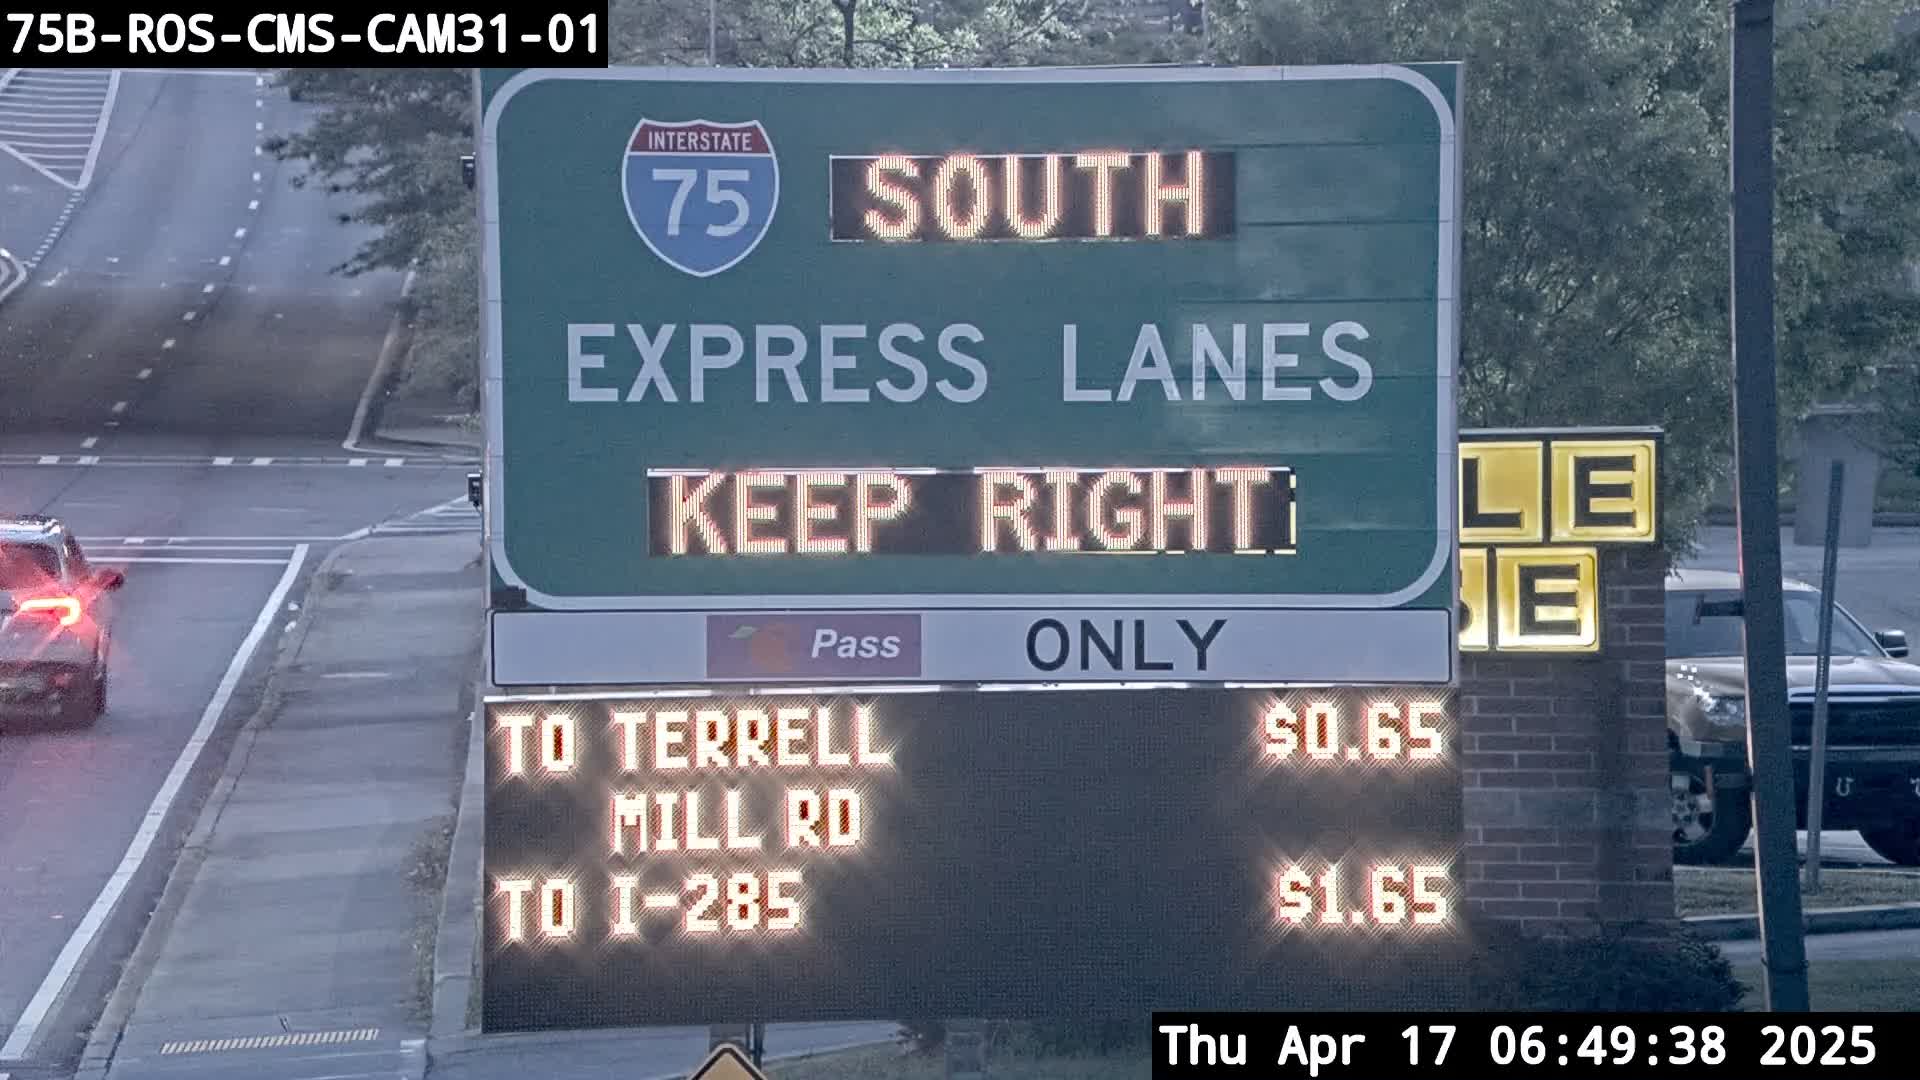 75B-ROS-CMS-CAM31-01
INTERSTATE
75
SOUTH
EXPRESS LANES
KEEP RIGHT
Pass ONLY
TO TERRELL $0.65
MILL RD
TO I-285 $1.65
LE
E
Thu Apr 17 06:49:38 2025